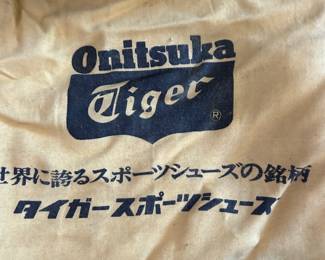 Onitsuka
Tiger
®
世界に誇るスポーツシューズの銘柄
タイガースポーツシューズ